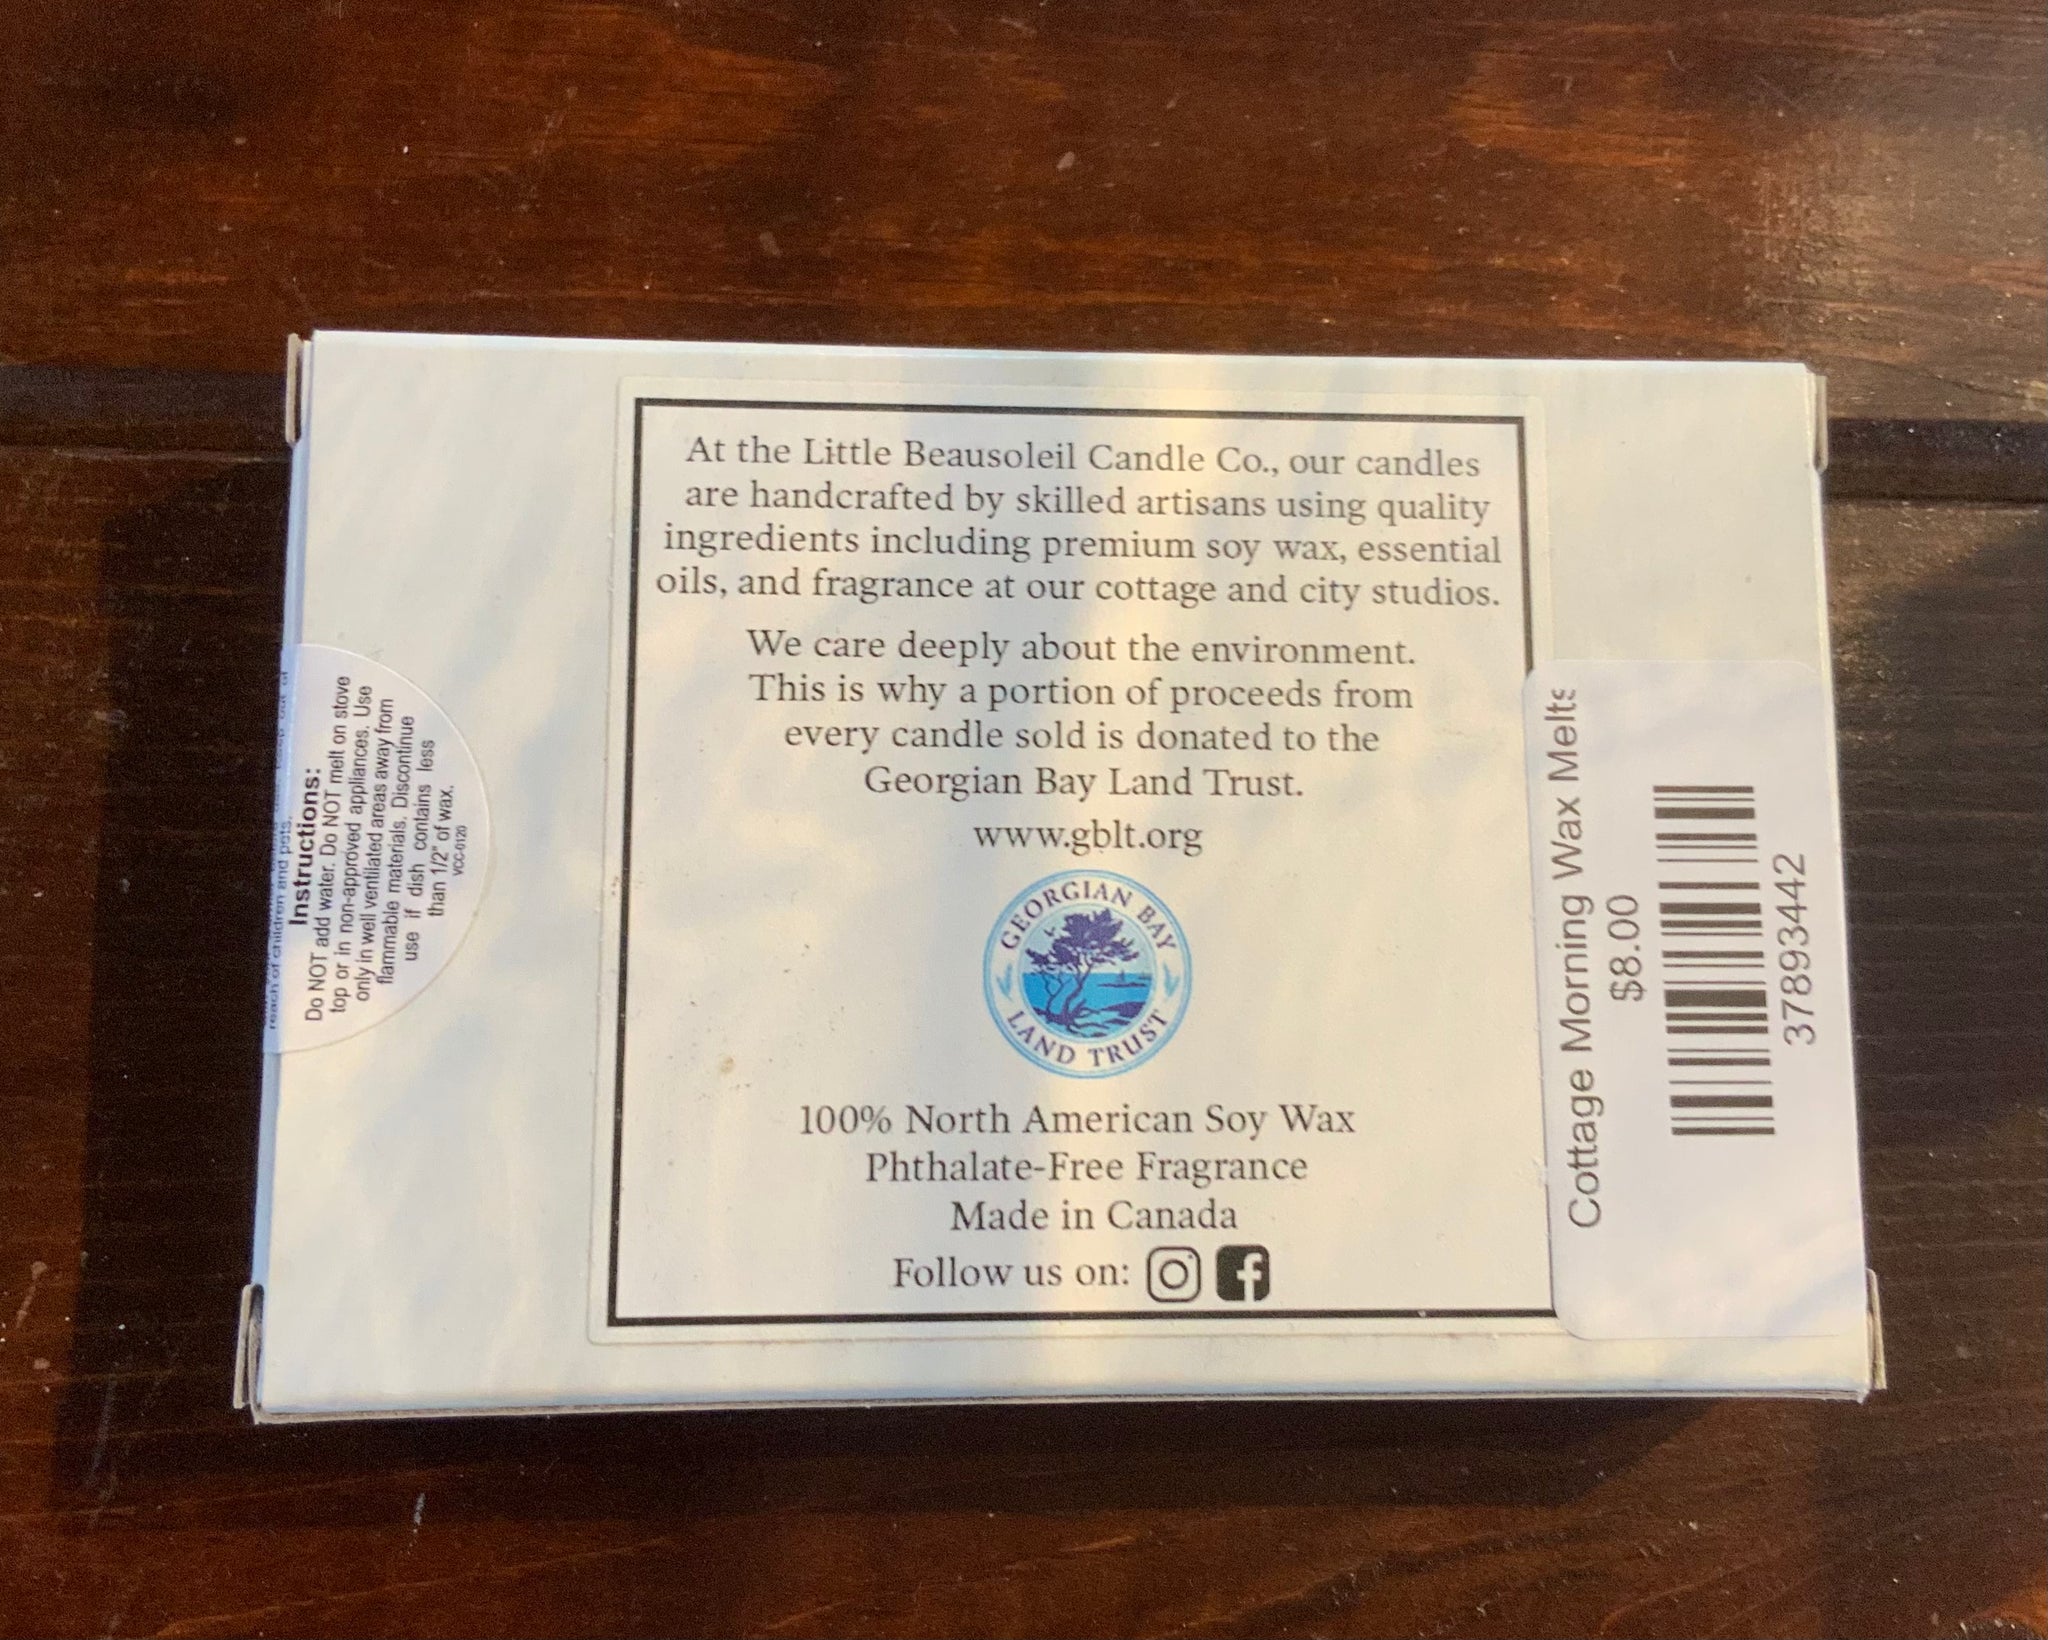 At the Little Beausoleil Candle Co., our candles
are handcrafted by skilled artisans using quality
ingredients including premium soy wax, essential
oils, and fragrance at our cottage and city studios.
We care deeply about the environment.
This is why a portion of proceeds from
every candle sold is donated to the
Georgian Bay Land Trust.
www.gblt.org
GEORGIAN BAY
LAND TRUST
100% North American Soy Wax
Phthalate-Free Fragrance
Made in Canada
Follow us on:
reach of children and pets.
Instructions:
Do NOT add water. Do NOT melt on stove
top or in non-approved appliances. Use
only in well ventilated areas away from
flammable materials. Discontinue
use if dish contains less
than 1/2" of wax.
VCC-0120
Cottage Morning Wax Melts
$8.00
37893442